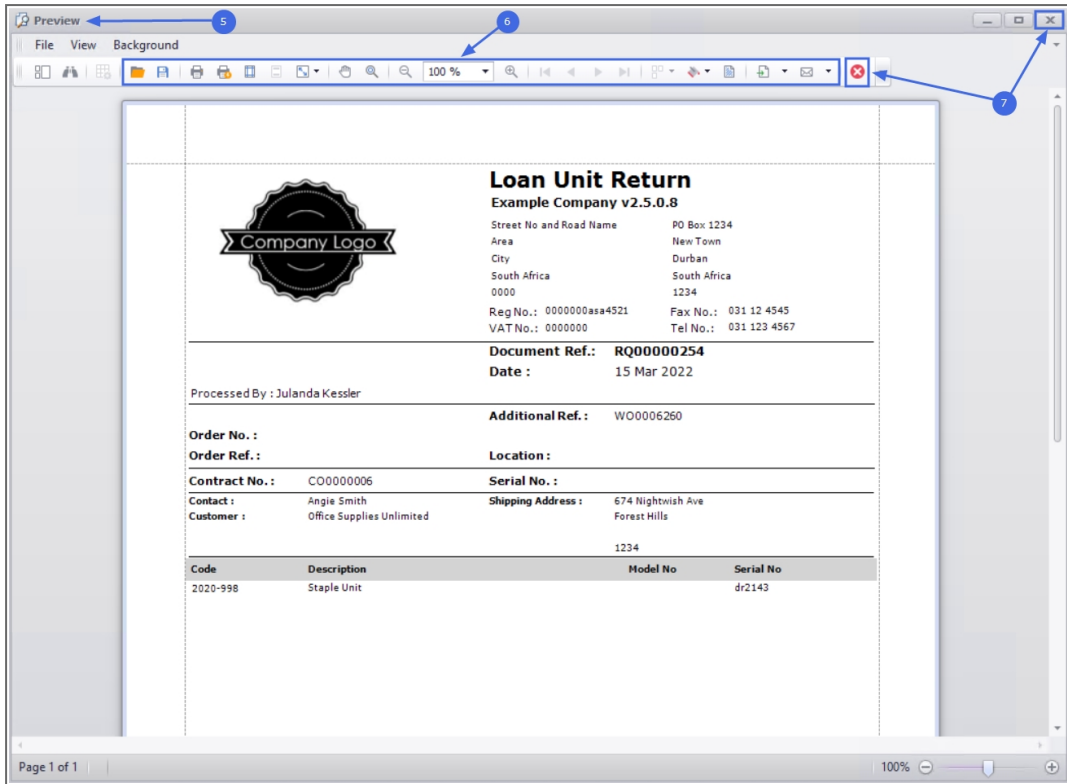 Preview
5
6
File View Background
100 %
7
Company Logo
Loan Unit Return
Example Company v2.5.0.8
Street No and Road Name PO Box 1234
Area New Town
City Durban
South Africa South Africa
0000 1234
Reg No.: 0000000asa4521 Fax No.: 031 12 4545
VAT No.: 0000000 Tel No.: 031 123 4567
Document Ref.: RQ00000254
Date : 15 Mar 2022
Processed By : Julanda Kessler
Additional Ref. : WO0006260
Order No. :
Order Ref. : Location :
Contract No. : CO0000006 Serial No. :
Contact : Angie Smith Shipping Address : 674 Nightwish Ave
Customer : Office Supplies Unlimited Forest Hills
1234
Code Description Model No Serial No
2020-998 Staple Unit dr2143
Page 1 of 1 100%